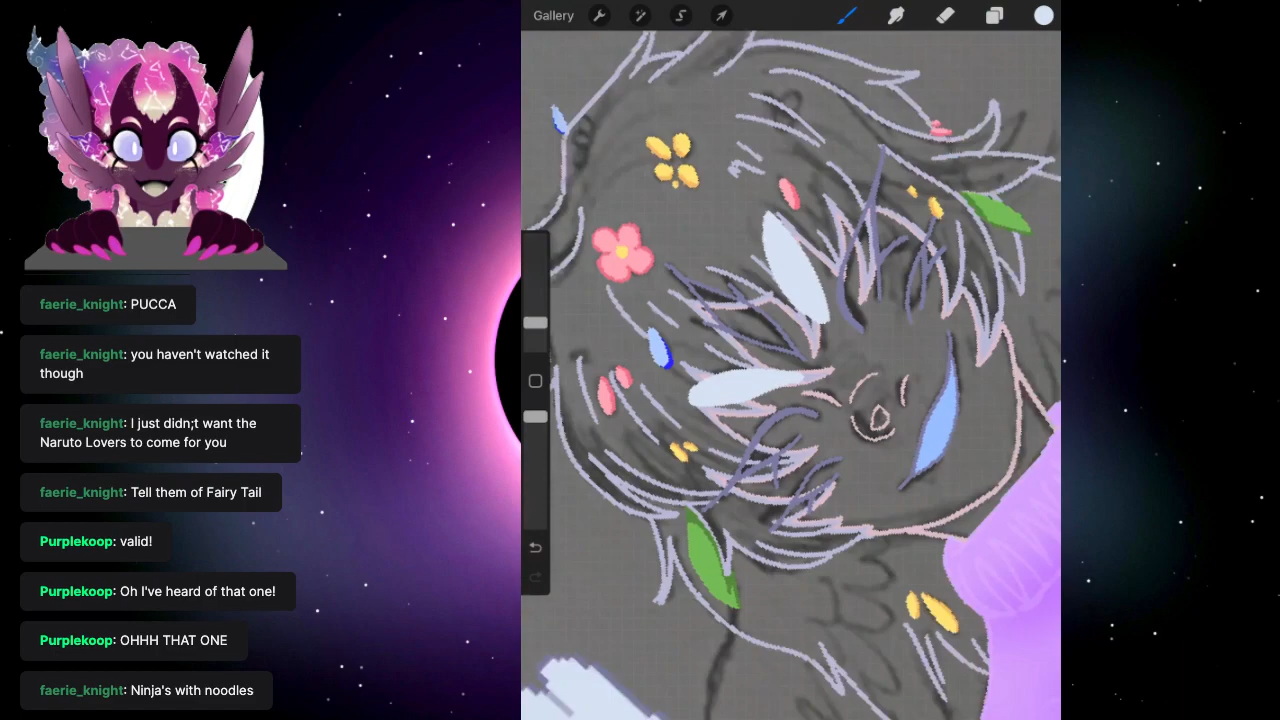 Gallery
faerie_knight: PUCCA
faerie_knight: you haven't watched it
though
faerie_knight: I just didn;t want the
Naruto Lovers to come for you
faerie_knight: Tell them of Fairy Tail
Purplekoop: valid!
Purplekoop: Oh I've heard of that one!
Purplekoop: OHHH THAT ONE
faerie_knight: Ninja's with noodles